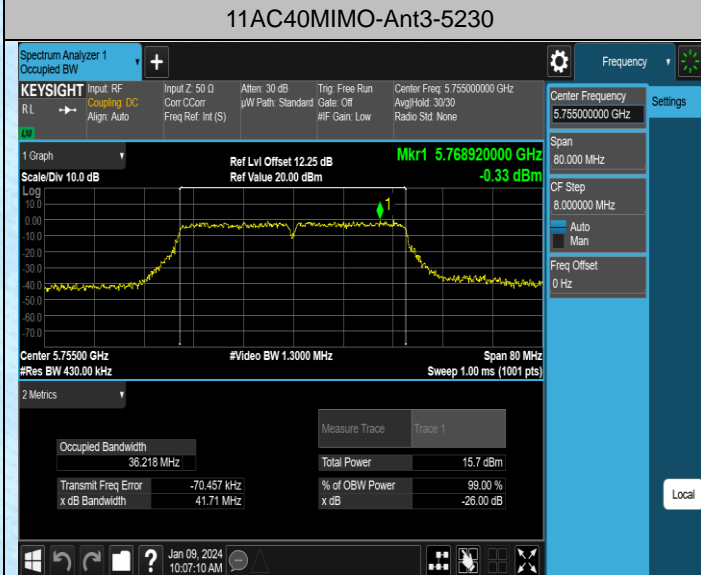 11AC40MIMO-Ant3-5230
Spectrum Analyzer 1
Occupied BW
Frequency
KEYSIGHT
RL
LXI
Input: RF
Coupling: DC
Align: Auto
Input Z: 50 Ω
Corr CCorr
Freq Ref: Int (S)
Atten: 30 dB
µW Path: Standard
Trig: Free Run
Gate: Off
#IF Gain: Low
Center Freq: 5.755000000 GHz
Avg|Hold: 30/30
Radio Std: None
Center Frequency
5.755000000 GHz
Settings
Span
80.000 MHz
CF Step
8.000000 MHz
Auto
Man
Freq Offset
0 Hz
1 Graph
Ref Lvl Offset 12.25 dB
Mkr1 5.768920000 GHz
Scale/Div 10.0 dB
Ref Value 20.00 dBm
-0.33 dBm
Log
10.0
0.00
-10.0
-20.0
-30.0
-40.0
-50.0
-60.0
-70.0
1
Center 5.75500 GHz
#Video BW 1.3000 MHz
Span 80 MHz
#Res BW 430.00 kHz
Sweep 1.00 ms (1001 pts)
2 Metrics
Measure Trace
Trace 1
Occupied Bandwidth
36.218 MHz
Total Power
15.7 dBm
Transmit Freq Error
-70.457 kHz
% of OBW Power
99.00 %
x dB Bandwidth
41.71 MHz
x dB
-26.00 dB
Local
?
Jan 09, 2024
10:07:10 AM